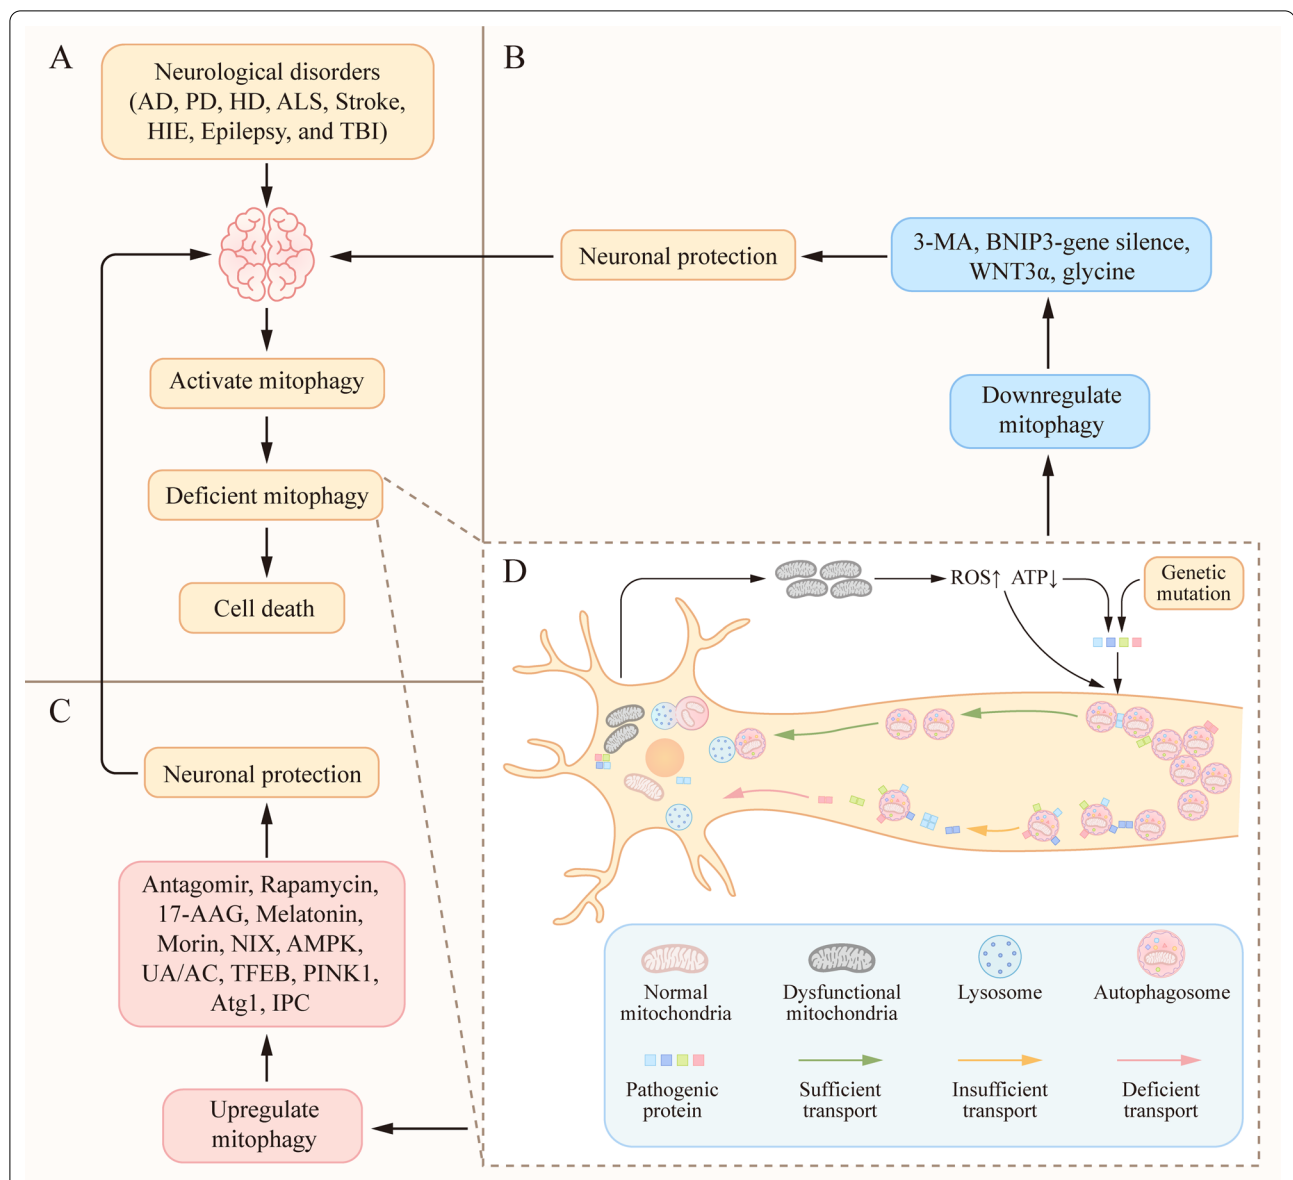 A
Neurological disorders
(AD, PD, HD, ALS, Stroke,
HIE, Epilepsy, and TBI)
Activate mitophagy
Deficient mitophagy
Cell death
B
Neuronal protection
3-MA, BNIP3-gene silence,
WNT3α, glycine
Downregulate
mitophagy
C
Neuronal protection
Antagomir, Rapamycin,
17-AAG, Melatonin,
Morin, NIX, AMPK,
UA/AC, TFEB, PINK1,
Atg1, IPC
Upregulate
mitophagy
D
ROS↑ ATP↓
Genetic
mutation
Normal
mitochondria
Dysfunctional
mitochondria
Lysosome
Autophagosome
Pathogenic
protein
Sufficient
transport
Insufficient
transport
Deficient
transport